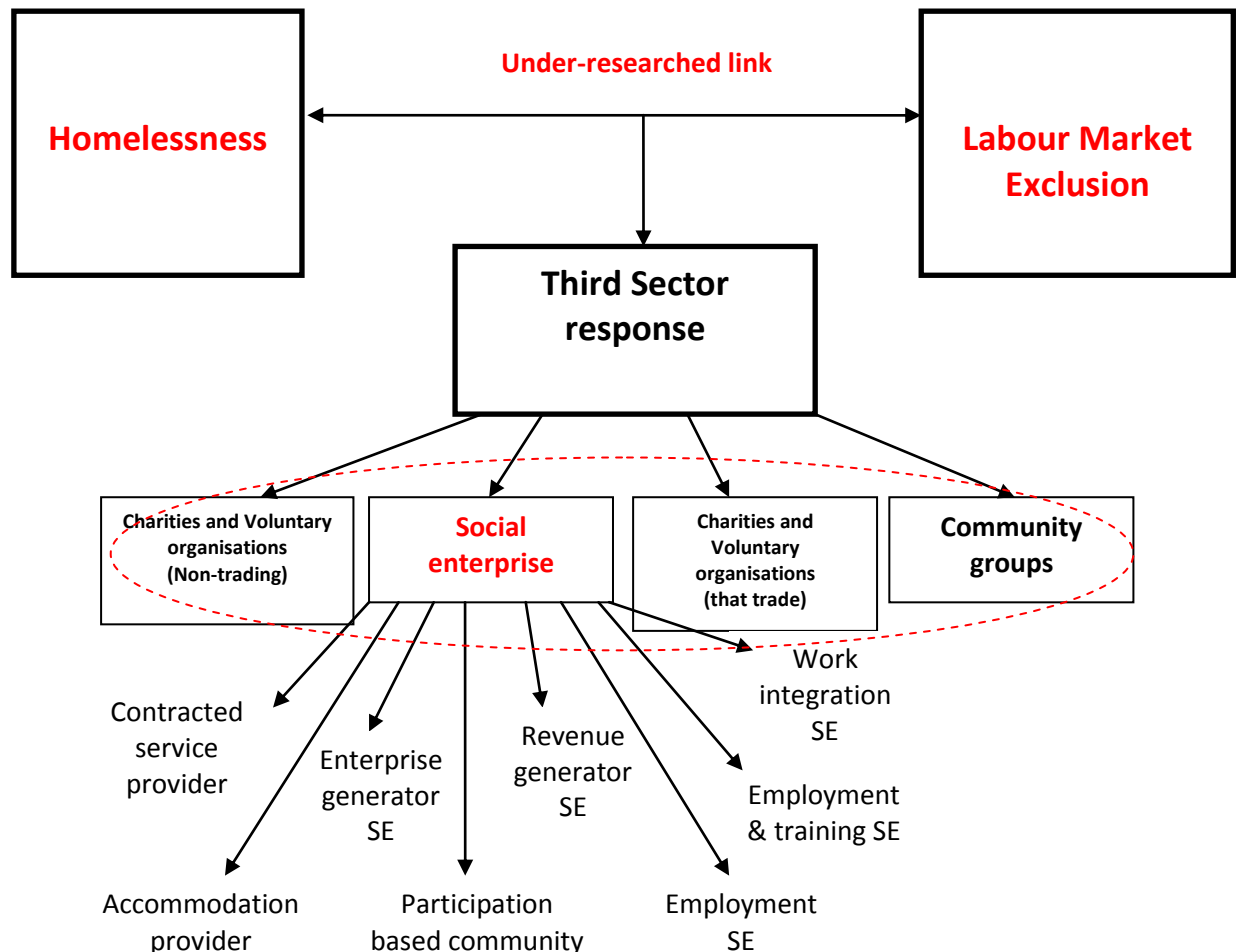 Under-researched link
Homelessness
Labour Market
Exclusion
Third Sector
response
Charities and Voluntary
organisations
(Non-trading)
Social
enterprise
Charities and
Voluntary
organisations
(that trade)
Community
groups
Work
integration
SE
Contracted
service
provider
Enterprise
generator
SE
Revenue
generator
SE
Employment
& training SE
Accommodation
provider
Participation
based community
Employment
SE